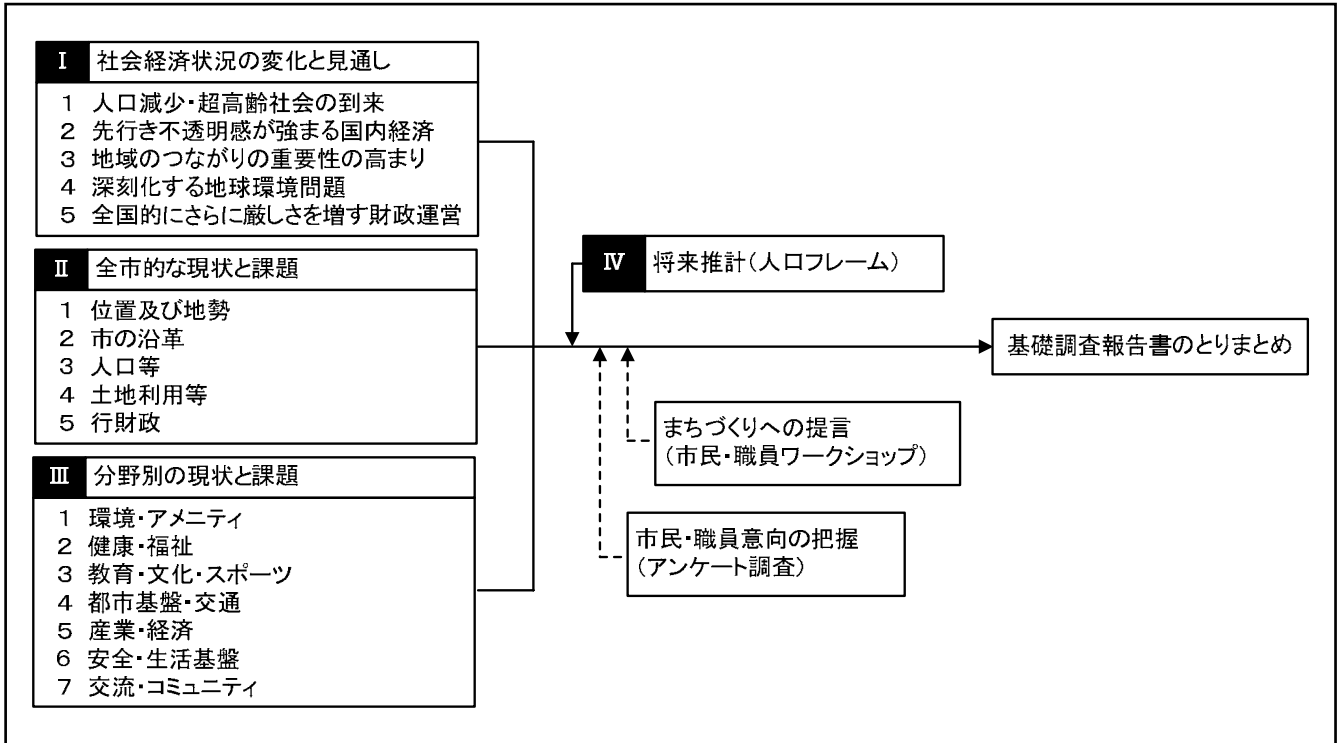 Ⅰ 社会経済状況の変化と見通し
1 人口減少・超高齢社会の到来
2 先行き不透明感が強まる国内経済
3 地域のつながりの重要性の高まり
4 深刻化する地球環境問題
5 全国的にさらに厳しさを増す財政運営
Ⅱ 全市的な現状と課題
1 位置及び地勢
2 市の沿革
3 人口等
4 土地利用等
5 行財政
Ⅲ 分野別の現状と課題
1 環境・アメニティ
2 健康・福祉
3 教育・文化・スポーツ
4 都市基盤・交通
5 産業・経済
6 安全・生活基盤
7 交流・コミュニティ
Ⅳ 将来推計(人口フレーム)
まちづくりへの提言
(市民・職員ワークショップ)
市民・職員意向の把握
(アンケート調査)
基礎調査報告書のとりまとめ